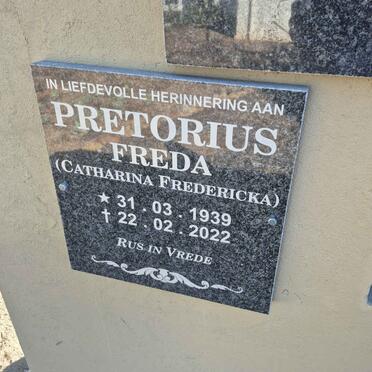 IN LIEFDEVOLLE HERINNERING AAN
PRETORIUS
FREDA
(CATHARINA FREDERICKA)
★ 31 · 03 · 1939
† 22 . 02 . 2022
RUS IN VREDE